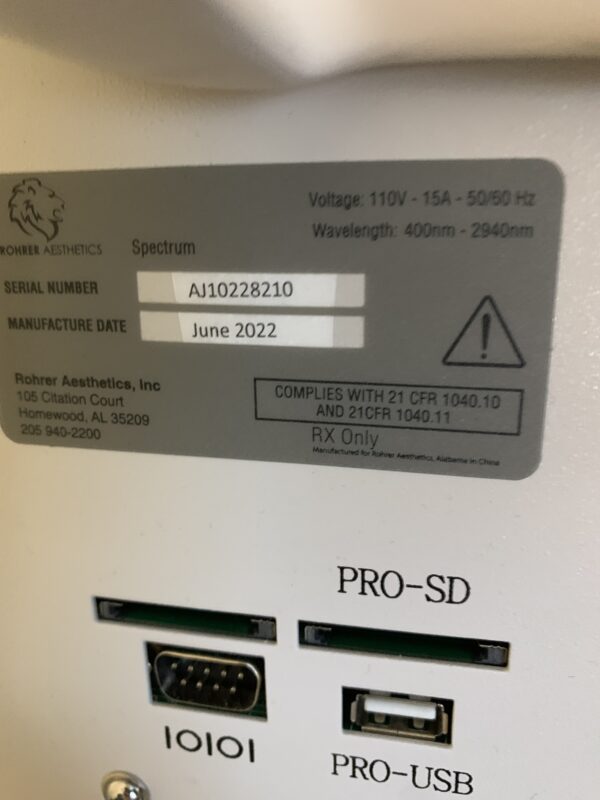 Voltage: 110V - 15A - 50/60 Hz
Wavelength: 400nm - 2940nm
ROHRER AESTHETICS
Spectrum
SERIAL NUMBER AJ10228210
MANUFACTURE DATE June 2022
Rohrer Aesthetics, Inc
105 Citation Court
Homewood, AL 35209
205 940-2200
COMPLIES WITH 21 CFR 1040.10
AND 21CFR 1040.11
RX Only
Manufactured for Rohrer Aesthetics, Alabama in China
PRO-SD
IOIOI
PRO-USB